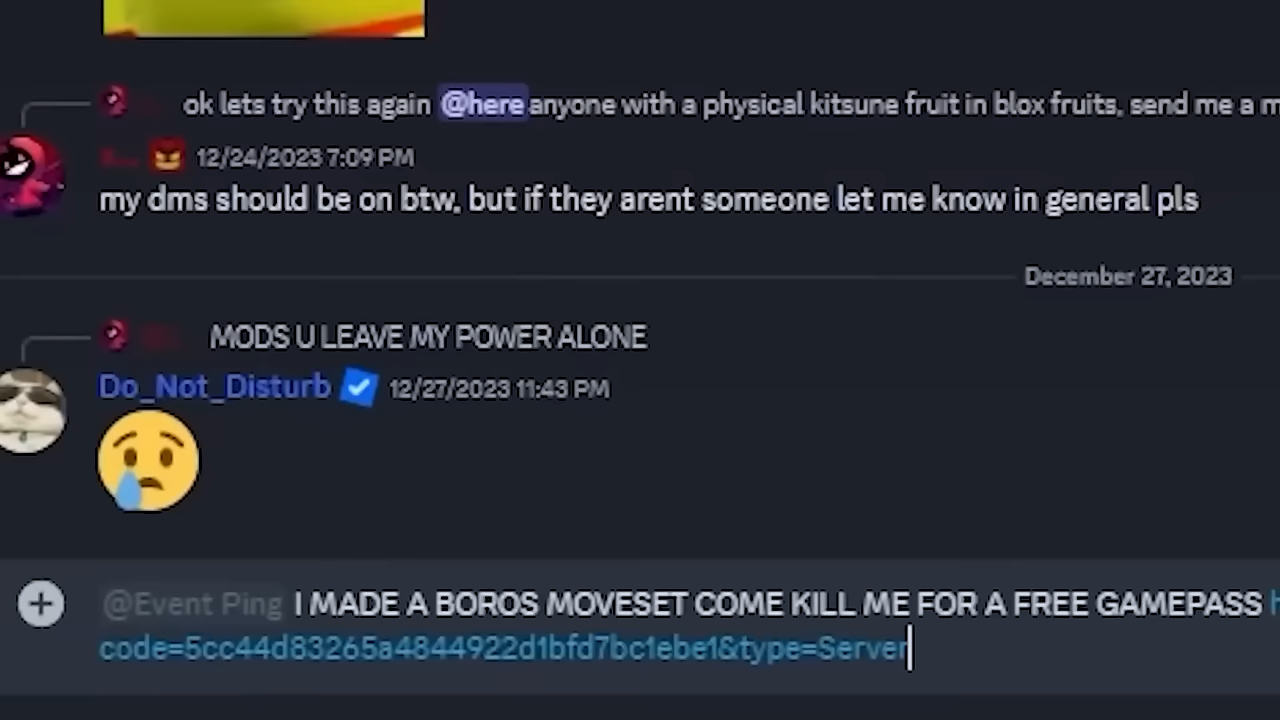 ok lets try this again @here anyone with a physical kitsune fruit in blox fruits, send me a
12/24/2023 7:09 PM
my dms should be on btw, but if they arent someone let me know in general pls
December 27, 2023
MODS U LEAVE MY POWER ALONE
Do_Not_Disturb 12/27/2023 11:43 PM
@Event Ping I MADE A BOROS MOVESET COME KILL ME FOR A FREE GAMEPASS
code=5cc44d83265a4844922d1bfd7bc1ebe1&type=Server